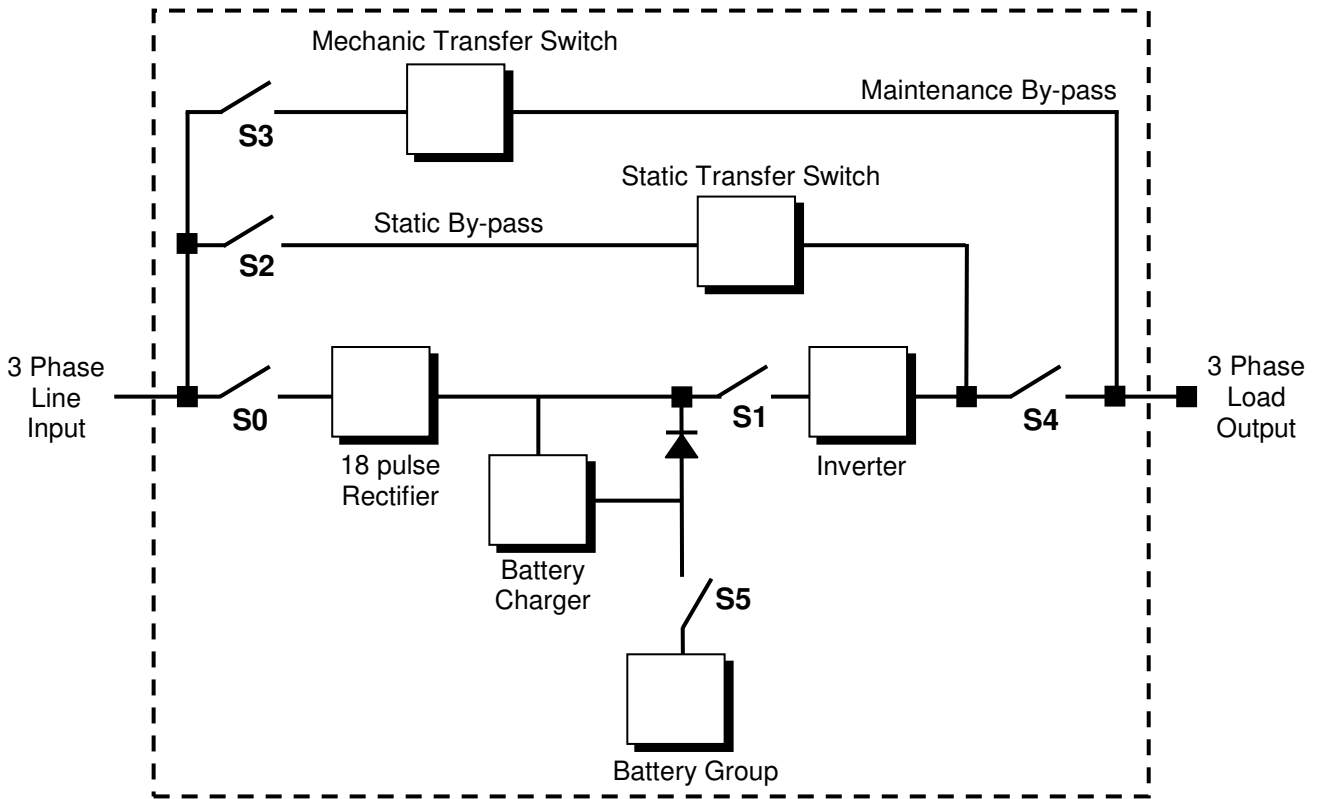 Mechanic Transfer Switch
Maintenance By-pass
S3
Static Transfer Switch
Static By-pass
S2
3 Phase
Line
Input
S0
18 pulse
Rectifier
S1
Inverter
S4
3 Phase
Load
Output
Battery
Charger
S5
Battery Group